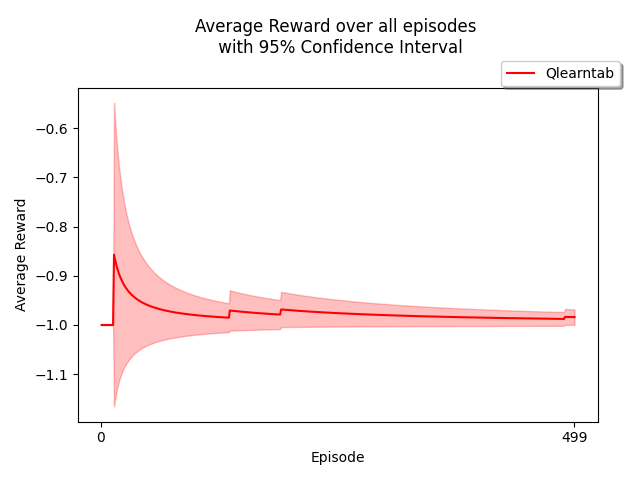 Average Reward over all episodes
with 95% Confidence Interval
Qlearntab
−0.6
−0.7
−0.8
−0.9
−1.0
−1.1
Average Reward
0
499
Episode